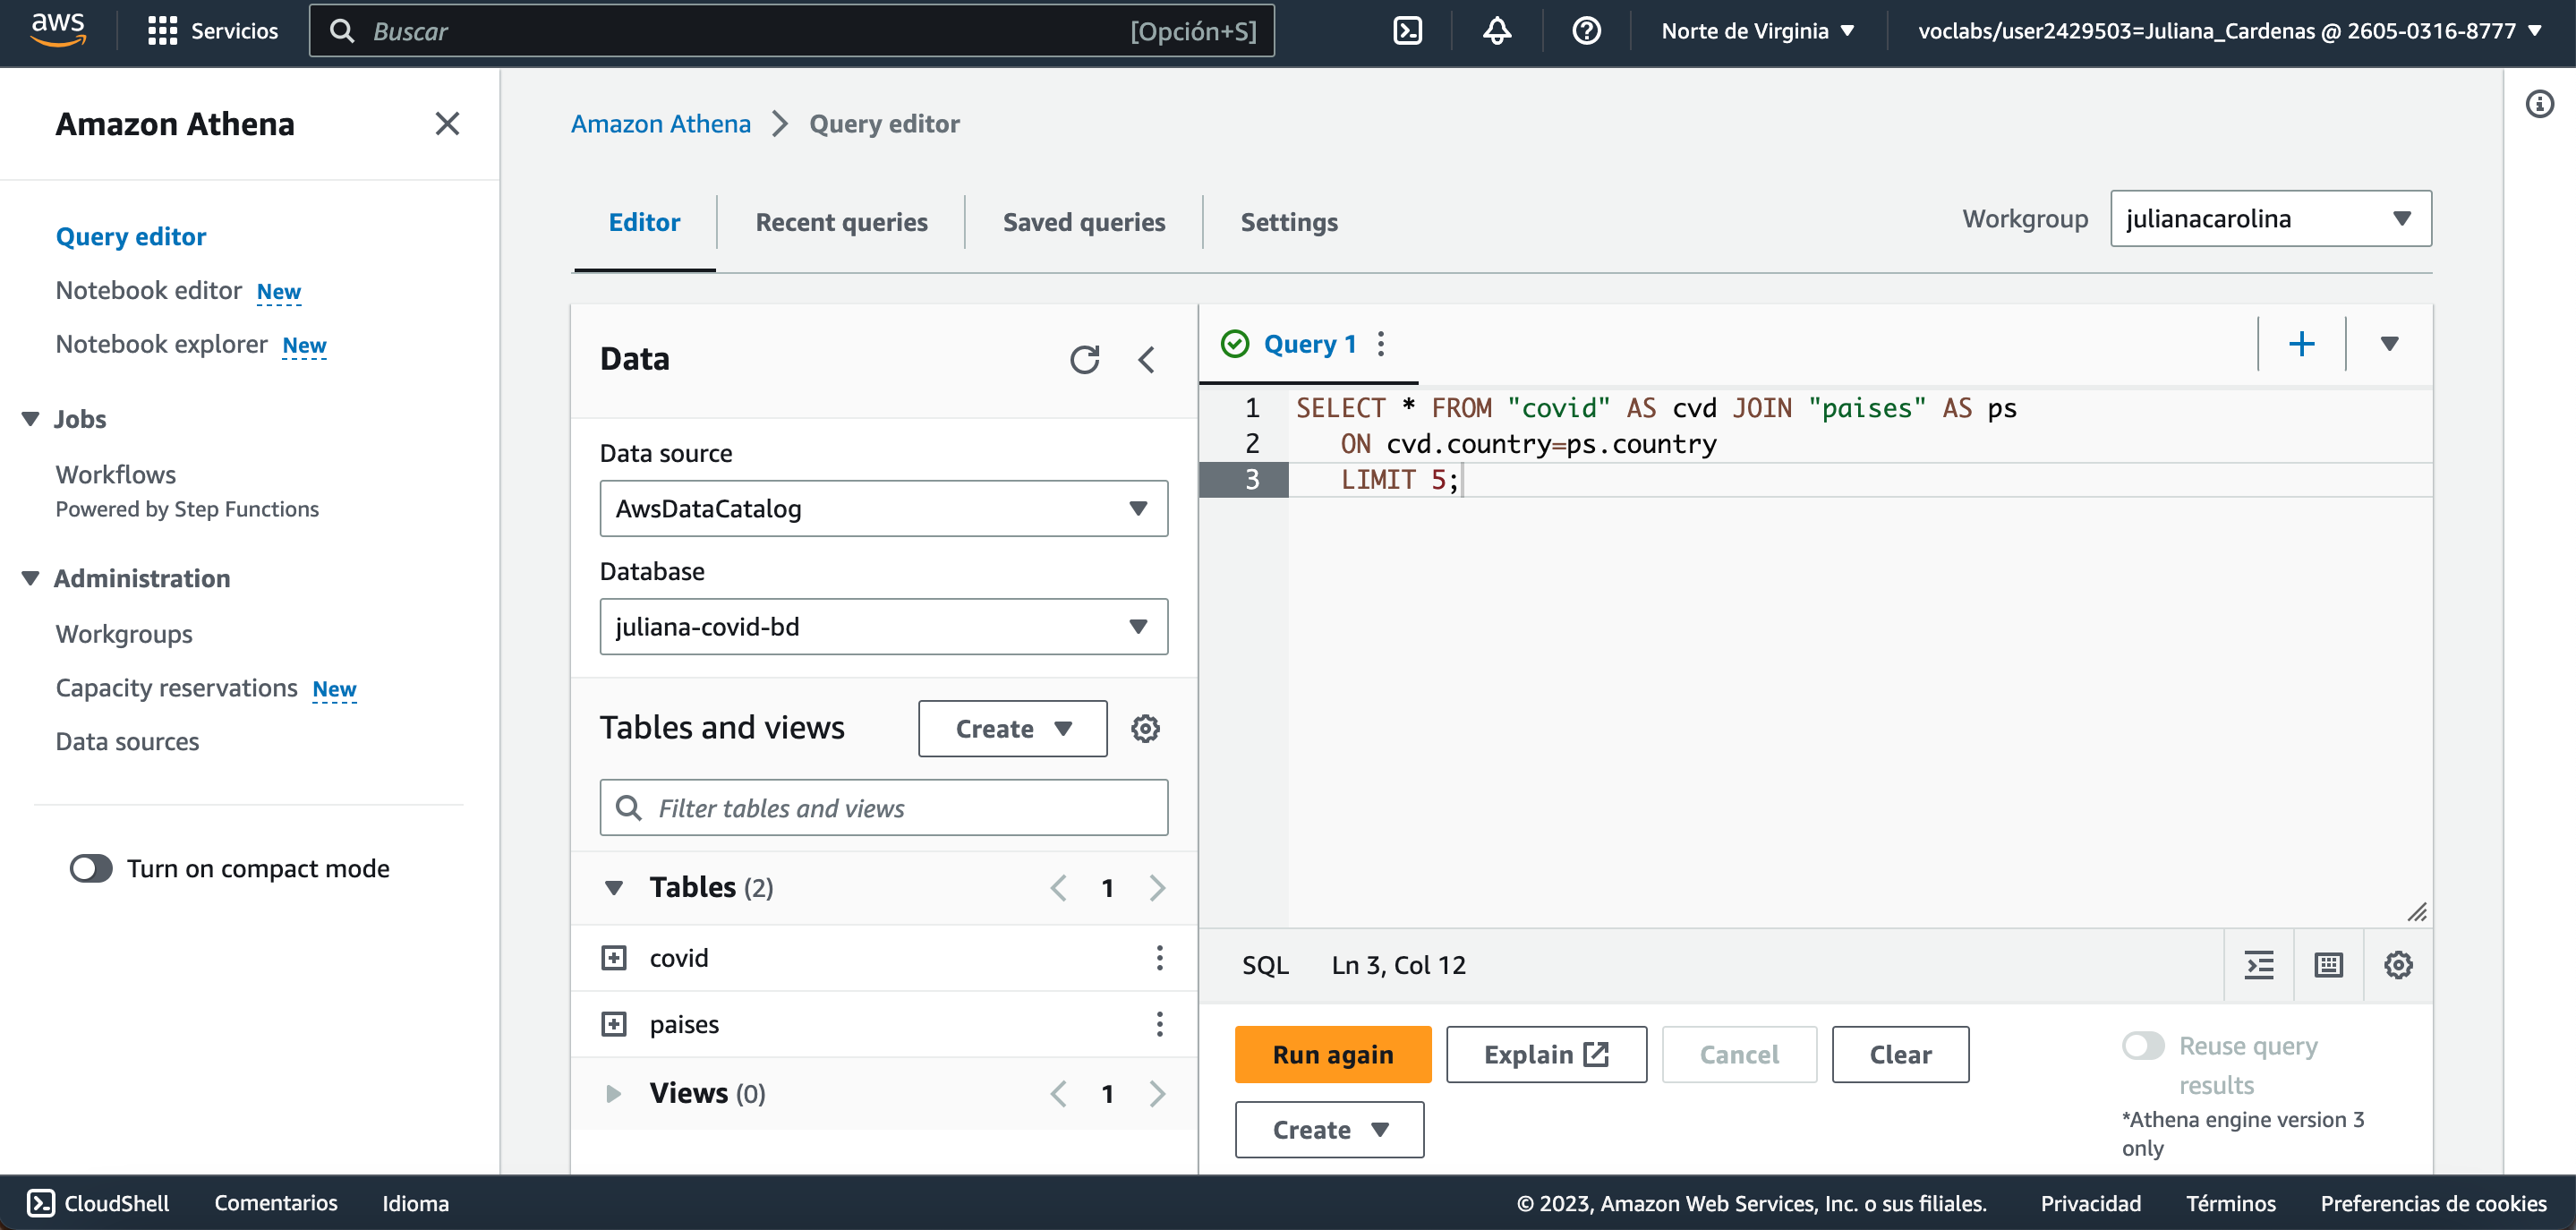 aws
Servicios
Buscar
[Opción+S]
Norte de Virginia
voclabs/user2429503=Juliana_Cardenas @ 2605-0316-8777
Amazon Athena
Query editor
Notebook editor New
Notebook explorer New
Jobs
Workflows
Powered by Step Functions
Administration
Workgroups
Capacity reservations New
Data sources
Turn on compact mode
Amazon Athena
Query editor
Editor
Recent queries
Saved queries
Settings
Workgroup
julianacarolina
Data
Data source
AwsDataCatalog
Database
juliana-covid-bd
Tables and views
Create
Filter tables and views
Tables (2)
1
covid
paises
Views (0)
1
Query 1
1 SELECT * FROM "covid" AS cvd JOIN "paises" AS ps
2 ON cvd.country=ps.country
3 LIMIT 5;
SQL
Ln 3, Col 12
Run again
Explain
Cancel
Clear
Create
Reuse query
results
*Athena engine version 3
only
CloudShell
Comentarios
Idioma
© 2023, Amazon Web Services, Inc. o sus filiales.
Privacidad
Términos
Preferencias de cookies